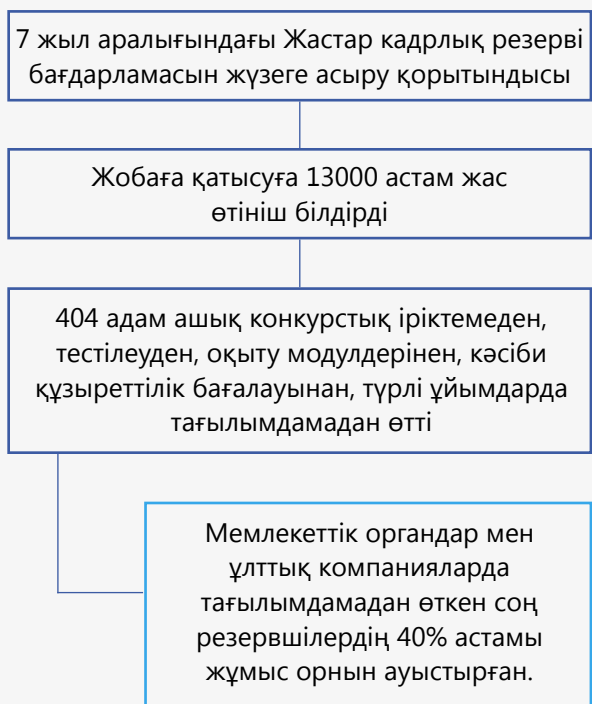 7 жыл аралығындағы Жастар кадрлық резерві
бағдарламасын жүзеге асыру қорытындысы
Жобаға қатысуға 13000 астам жас
өтініш білдірді
404 адам ашық конкурстық іріктемеден,
тестілеуден, оқыту модулдерінен, кәсіби
құзыреттілік бағалауынан, түрлі ұйымдарда
тағылымдамадан өтті
Мемлекеттік органдар мен
ұлттық компанияларда
тағылымдамадан өткен соң
резервшілердің 40% астамы
жұмыс орнын ауыстырған.